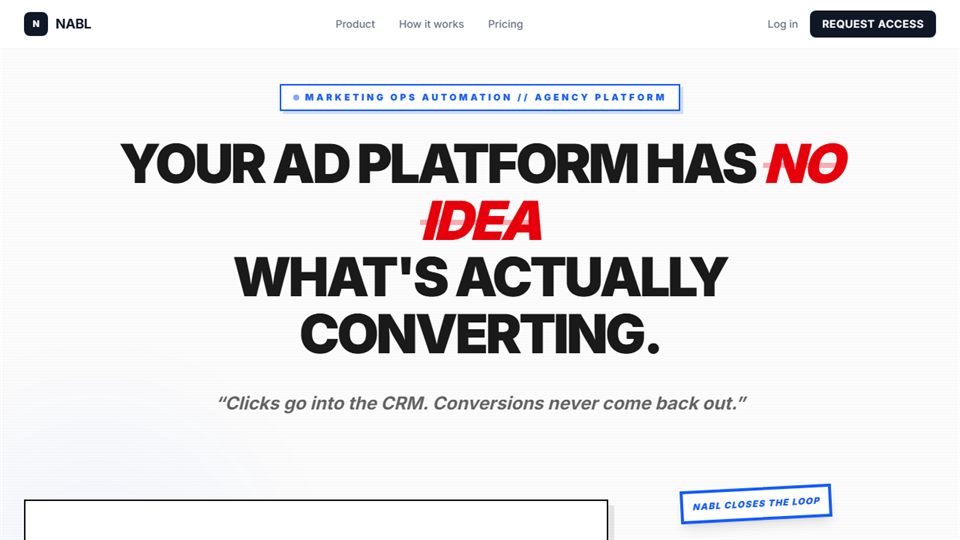 N NABL
Product
How it works
Pricing
Log in
REQUEST ACCESS
MARKETING OPS AUTOMATION // AGENCY PLATFORM
YOUR AD PLATFORM HAS NO
IDEA
WHAT'S ACTUALLY
CONVERTING.
“Clicks go into the CRM. Conversions never come back out.”
NABL CLOSES THE LOOP